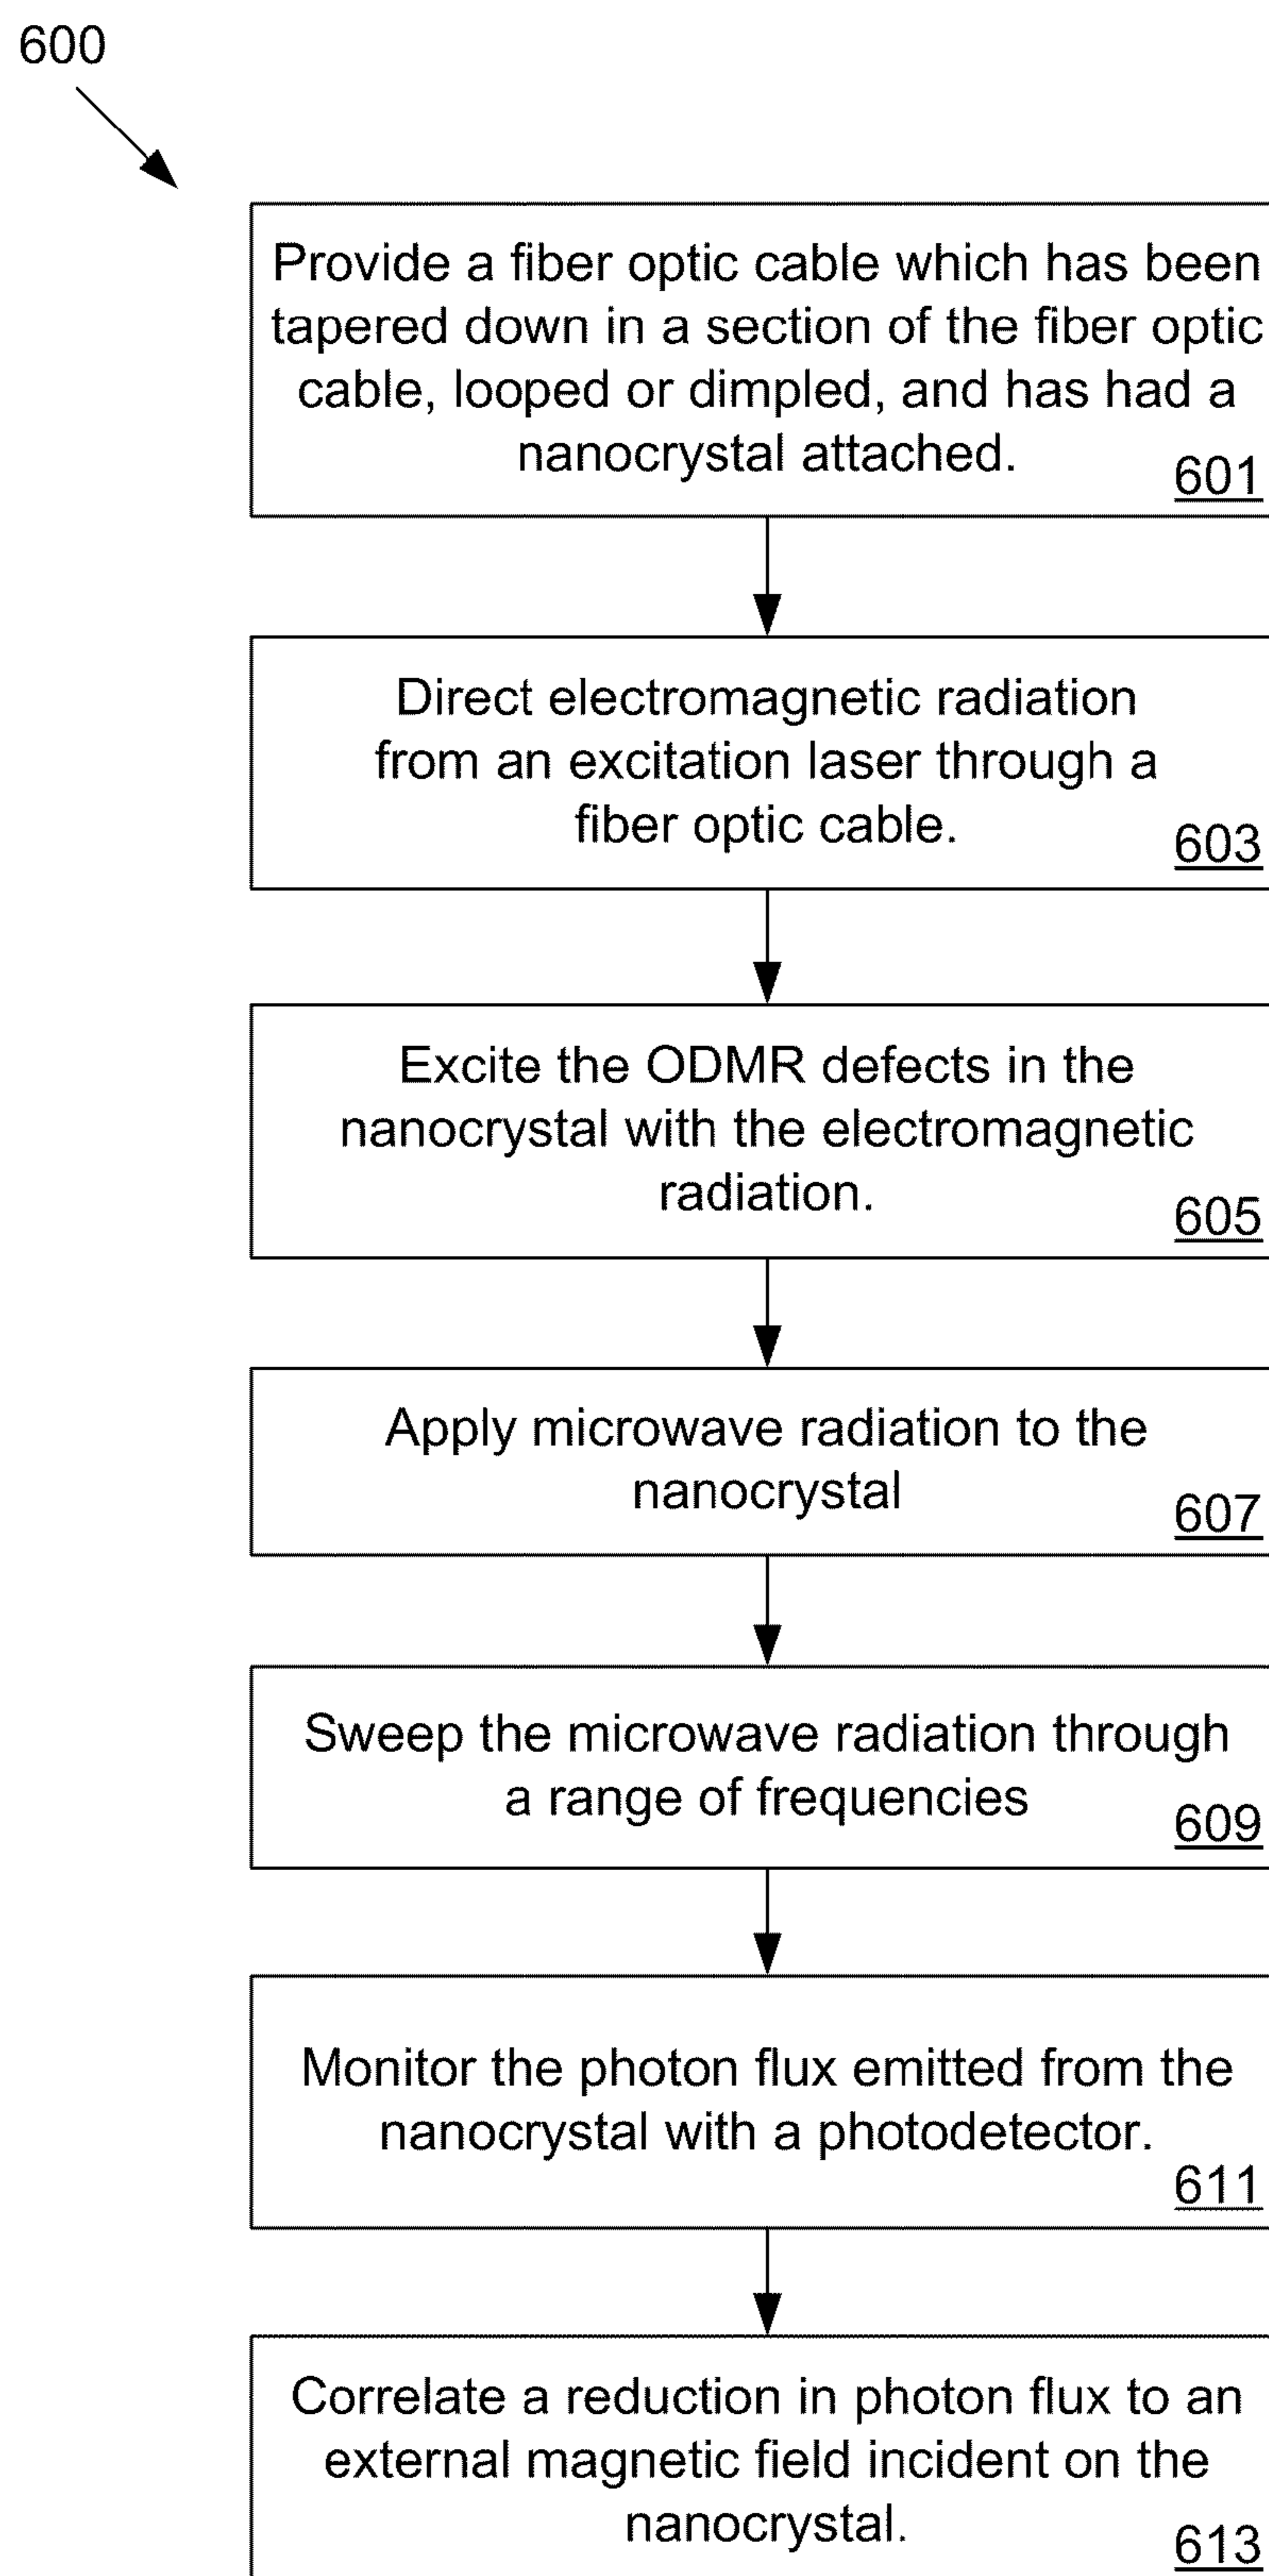 600
Provide a fiber optic cable which has been
tapered down in a section of the fiber optic
cable, looped or dimpled, and has had a
nanocrystal attached.
601
Direct electromagnetic radiation
from an excitation laser through a
fiber optic cable.
603
Excite the ODMR defects in the
nanocrystal with the electromagnetic
radiation.
605
Apply microwave radiation to the
nanocrystal
607
Sweep the microwave radiation through
a range of frequencies
609
Monitor the photon flux emitted from the
nanocrystal with a photodetector.
611
Correlate a reduction in photon flux to an
external magnetic field incident on the
nanocrystal.
613